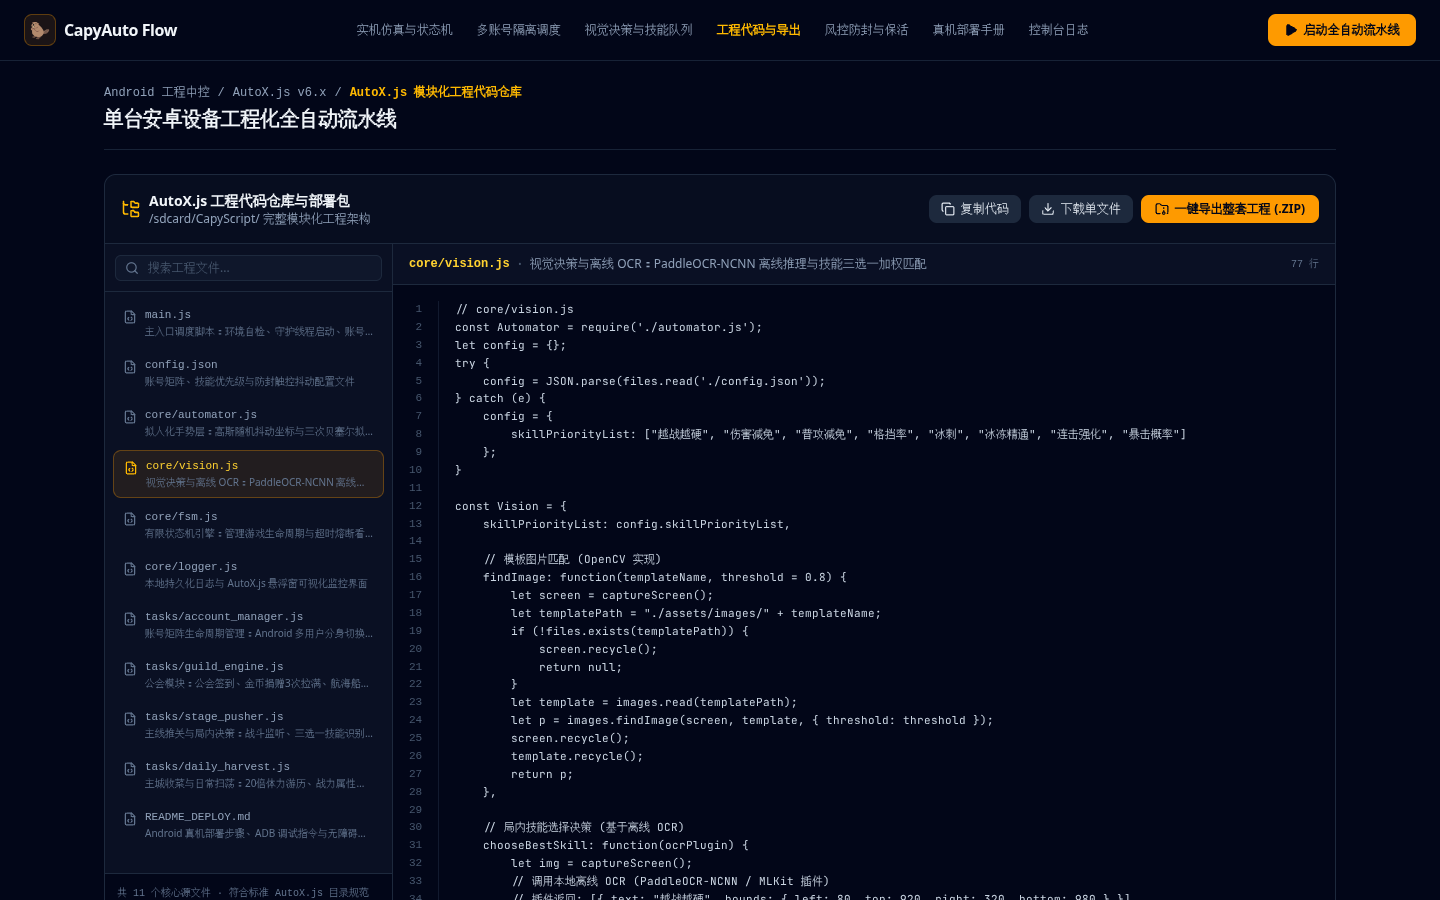 CapyAuto Flow
实机仿真与状态机
多账号隔离调度
视觉决策与技能队列
工程代码与导出
风控防封与保活
真机部署手册
控制台日志
启动全自动流水线
Android 工程中控 / AutoX.js v6.x / AutoX.js 模块化工程代码仓库
单台安卓设备工程化全自动流水线
AutoX.js 工程代码仓库与部署包
/sdcard/CapyScript/ 完整模块化工程架构
复制代码
下载单文件
一键导出整套工程 (.ZIP)
搜索工程文件...
main.js
主入口调度脚本：环境自检、守护线程启动、账号...
config.json
账号矩阵、技能优先级与防封触控抖动配置文件
core/automator.js
拟人化手势层：高斯随机抖动坐标与三次贝塞尔拟...
core/vision.js
视觉决策与离线 OCR：PaddleOCR-NCNN 离线...
core/fsm.js
有限状态机引擎：管理游戏生命周期与超时熔断看...
core/logger.js
本地持久化日志与 AutoX.js 悬浮窗可视化监控界面
tasks/account_manager.js
账号矩阵生命周期管理：Android 多用户分身切换...
tasks/guild_engine.js
公会模块：公会签到、金币捐赠3次拉满、航海船...
tasks/stage_pusher.js
主线推关与局内决策：战斗监听、三选一技能识别...
tasks/daily_harvest.js
主城收菜与日常扫荡：20倍体力游历、战力属性...
README_DEPLOY.md
Android 真机部署步骤、ADB 调试指令与无障碍...
共 11 个核心源文件 · 符合标准 AutoX.js 目录规范
core/vision.js · 视觉决策与离线 OCR：PaddleOCR-NCNN 离线推理与技能三选一加权匹配
77 行
1 // core/vision.js
2 const Automator = require('./automator.js');
3 let config = {};
4 try {
5 config = JSON.parse(files.read('./config.json'));
6 } catch (e) {
7 config = {
8 skillPriorityList: ["越战越硬", "伤害减免", "普攻减免", "格挡率", "冰刺", "冰冻精通", "连击强化", "暴击概率"]
9 };
10 }
11
12 const Vision = {
13 skillPriorityList: config.skillPriorityList,
14
15 // 模板图片匹配 (OpenCV 实现)
16 findImage: function(templateName, threshold = 0.8) {
17 let screen = captureScreen();
18 let templatePath = "./assets/images/" + templateName;
19 if (!files.exists(templatePath)) {
20 screen.recycle();
21 return null;
22 }
23 let template = images.read(templatePath);
24 let p = images.findImage(screen, template, { threshold: threshold });
25 screen.recycle();
26 template.recycle();
27 return p;
28 },
29
30 // 局内技能选择决策 (基于离线 OCR)
31 chooseBestSkill: function(ocrPlugin) {
32 let img = captureScreen();
33 // 调用本地离线 OCR (PaddleOCR-NCNN / MLKit 插件)
34 // 插件返回: [{ text: "越战越硬", bounds: { left: 80, top: 920, right: 320, bottom: 980 } }]